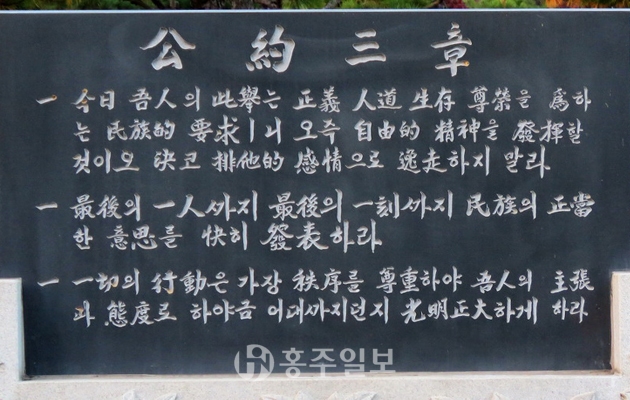 公約三章
一 今日 吾人의 此擧는 正義 人道 生存 尊榮을 爲하
는 民族的 要求ㅣ니 오즉 自由的 精神을 發揮할
것이오 決코 排他的 感情으로 逸走하지 말라
一 最後의 一人까지 最後의 一刻까지 民族의 正當
한 意思를 快히 發表하라
一 一切의 行動은 가장 秩序를 尊重하야 吾人의 主張
과 態度로 하야금 어대까지던지 光明正大하게 하라
홍주일보